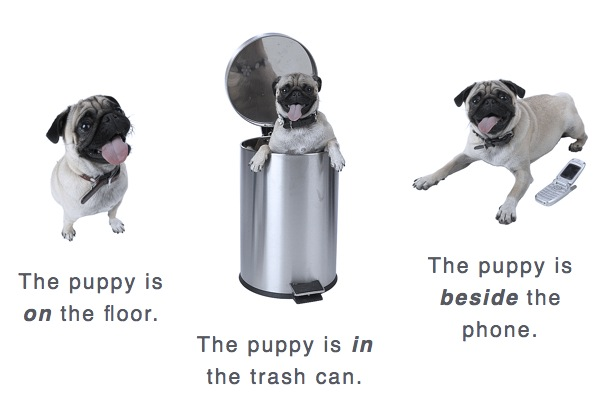 The puppy is
on the floor.
The puppy is in
the trash can.
The puppy is
beside the
phone.